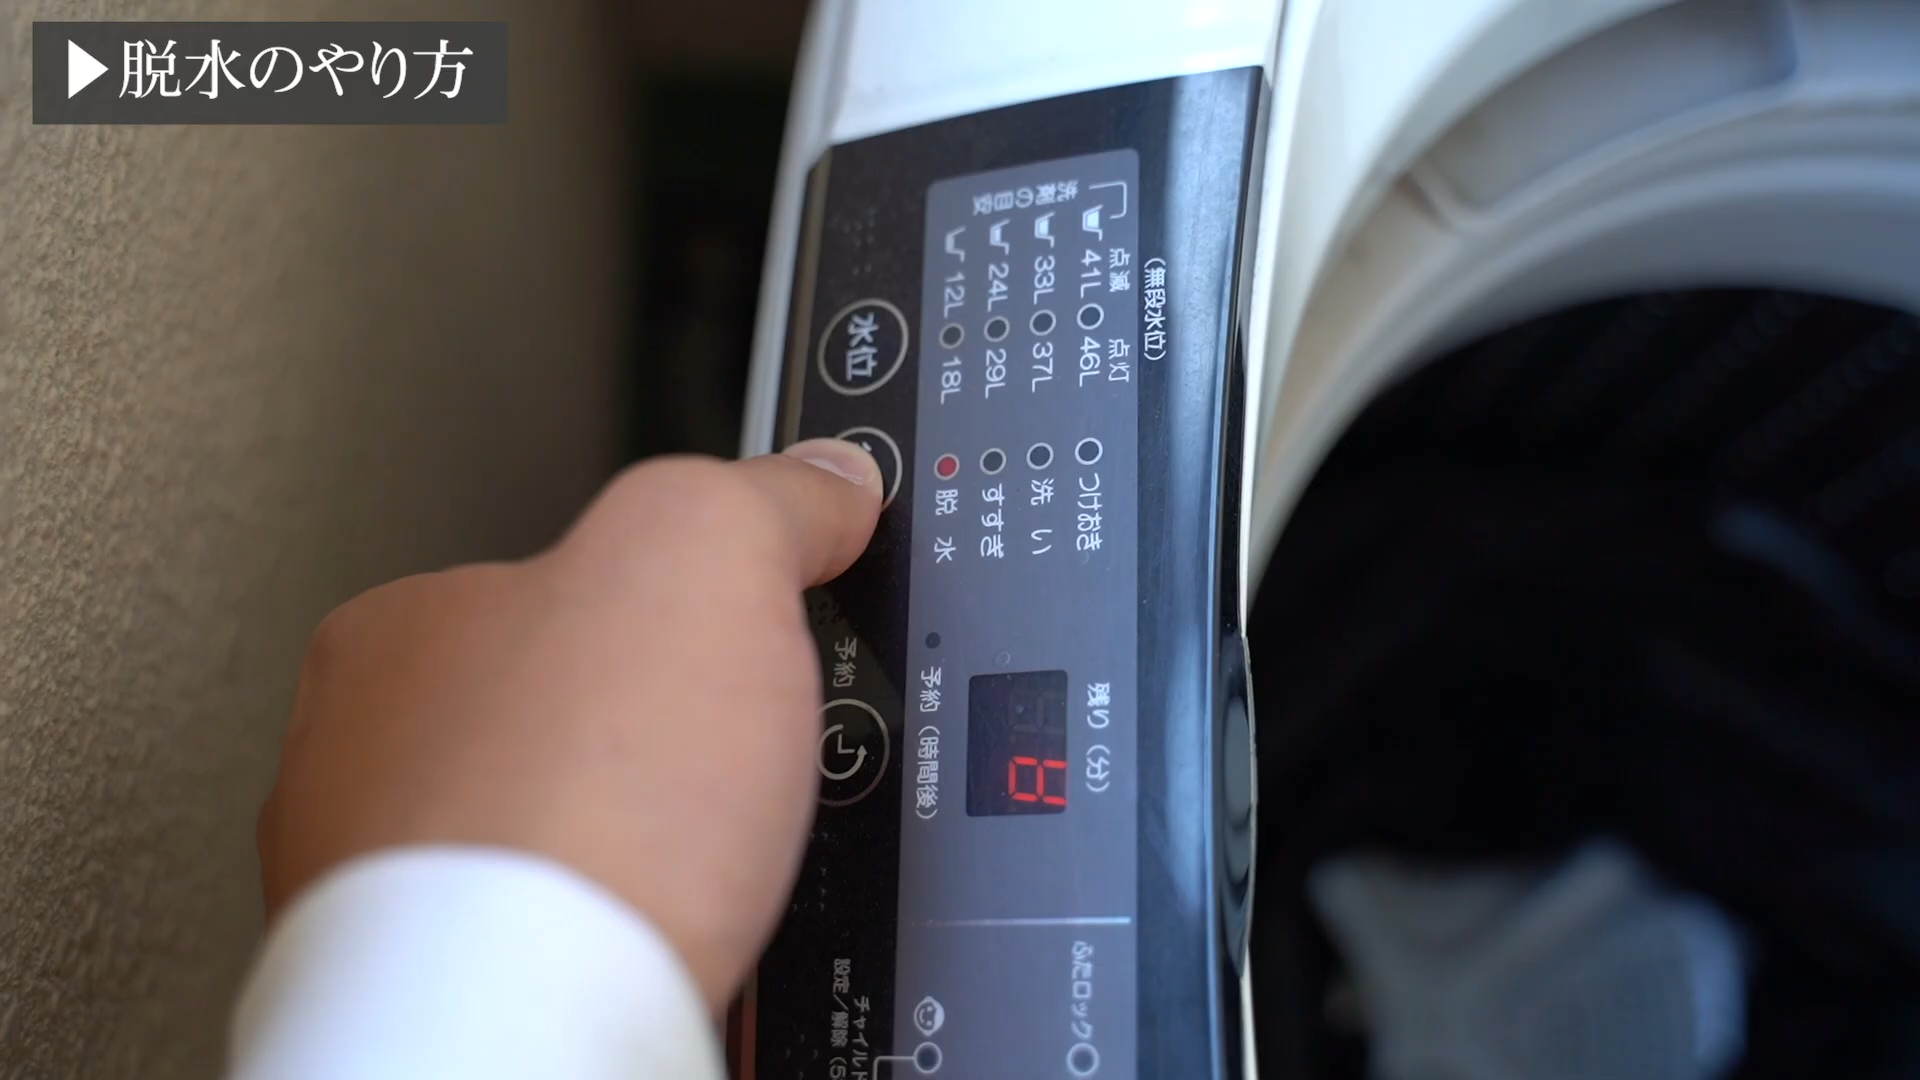 ▶脱水のやり方
(無段水位)
点滅 点灯
洗剤の目安
41L 46L
33L 37L
24L 29L
12L 18L
水位
つけおき
洗い
すすぎ
脱水
予約
残り(分)
予約(時間後)
ふたロック
チャイルド
設定/解除(5